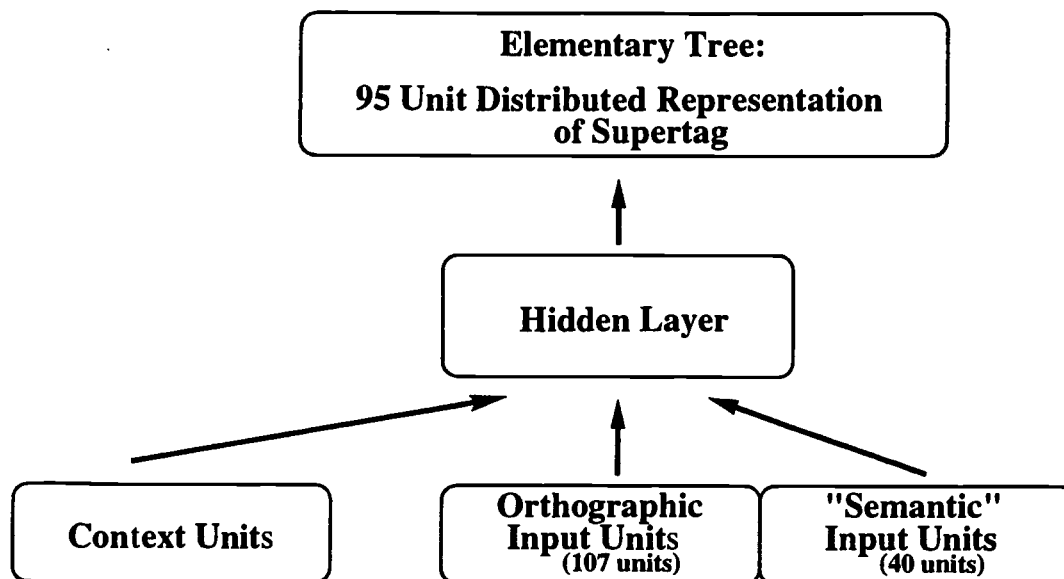 Elementary Tree:
95 Unit Distributed Representation
of Supertag
Hidden Layer
Context Units
Orthographic
Input Units
(107 units)
"Semantic"
Input Units
(40 units)